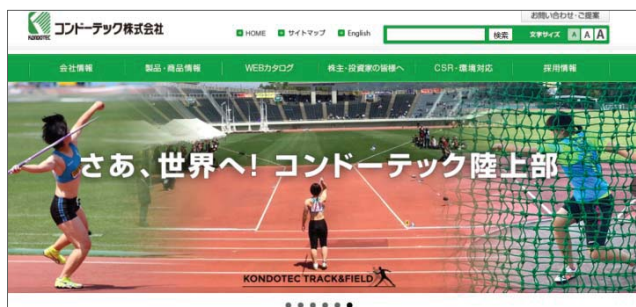 お問い合わせ・ご提案
KONDOTEC
コンドーテック株式会社
HOME サイトマップ English 検索 文字サイズ A A A
会社情報 製品・商品情報 WEBカタログ 株主・投資家の皆様へ CSR・環境対応 採用情報
さあ、世界へ! コンドーテック陸上部
KONDOTEC TRACK&FIELD